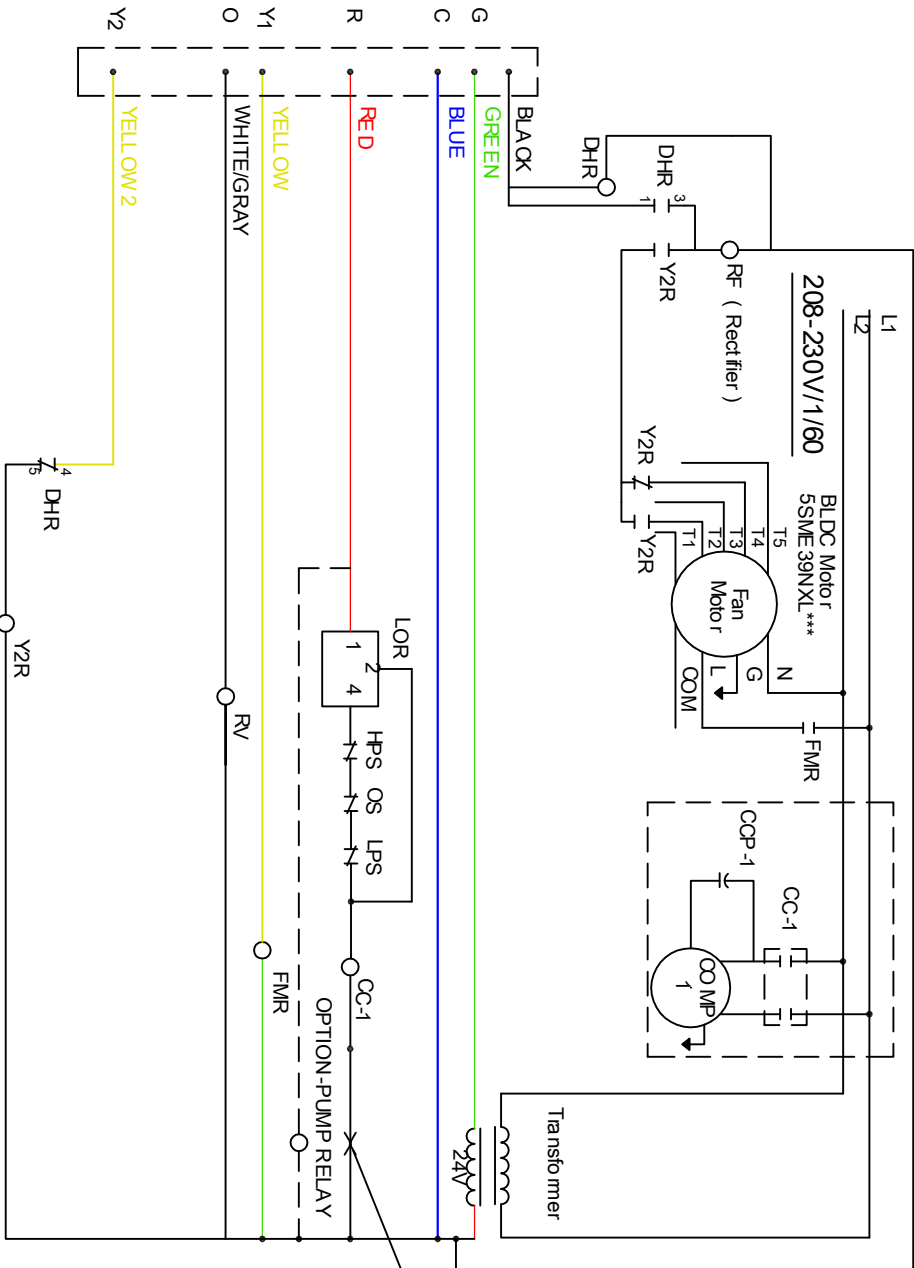 L1
L2
208-230V/1/60
BLDC Motor
5SME39NXL***
RF ( Rectifier )
DHR
DHR
3
1
Y2R
Y2R
Y2R
T5
T4
T3
T2
T1
Fan
Motor
N
G
L
COM
FMR
CCP-1
CC-1
COMP
1
Transformer
24V
G
BLACK
GREEN
C
BLUE
R
RED
LOR
1
2
4
HPS
OS
LPS
CC-1
OPTION-PUMP RELAY
Y1
YELLOW
FMR
O
WHITE/GRAY
RV
Y2
YELLOW 2
4
5
DHR
Y2R